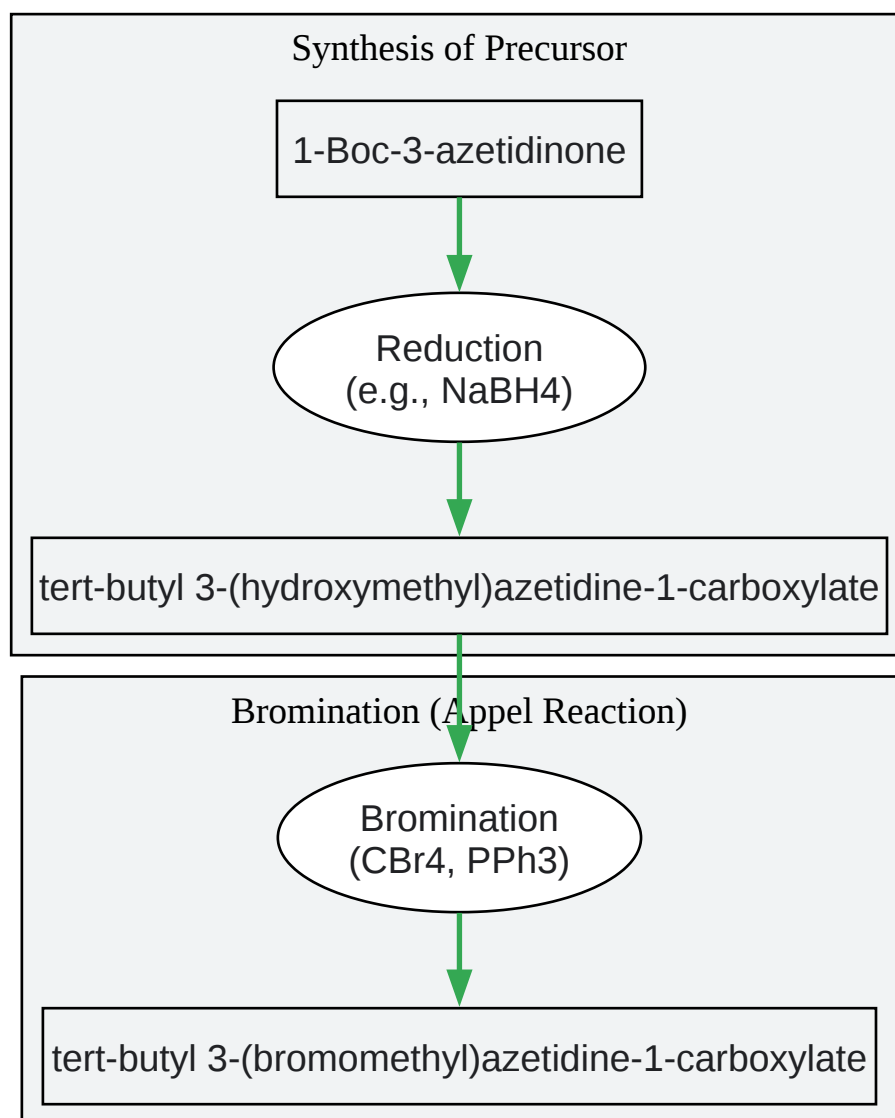 Synthesis of Precursor
1-Boc-3-azetidinone
Reduction
(e.g., NaBH4)
tert-butyl 3-(hydroxymethyl)azetidine-1-carboxylate
Bromination (Appel Reaction)
Bromination
(CBr4, PPh3)
tert-butyl 3-(bromomethyl)azetidine-1-carboxylate